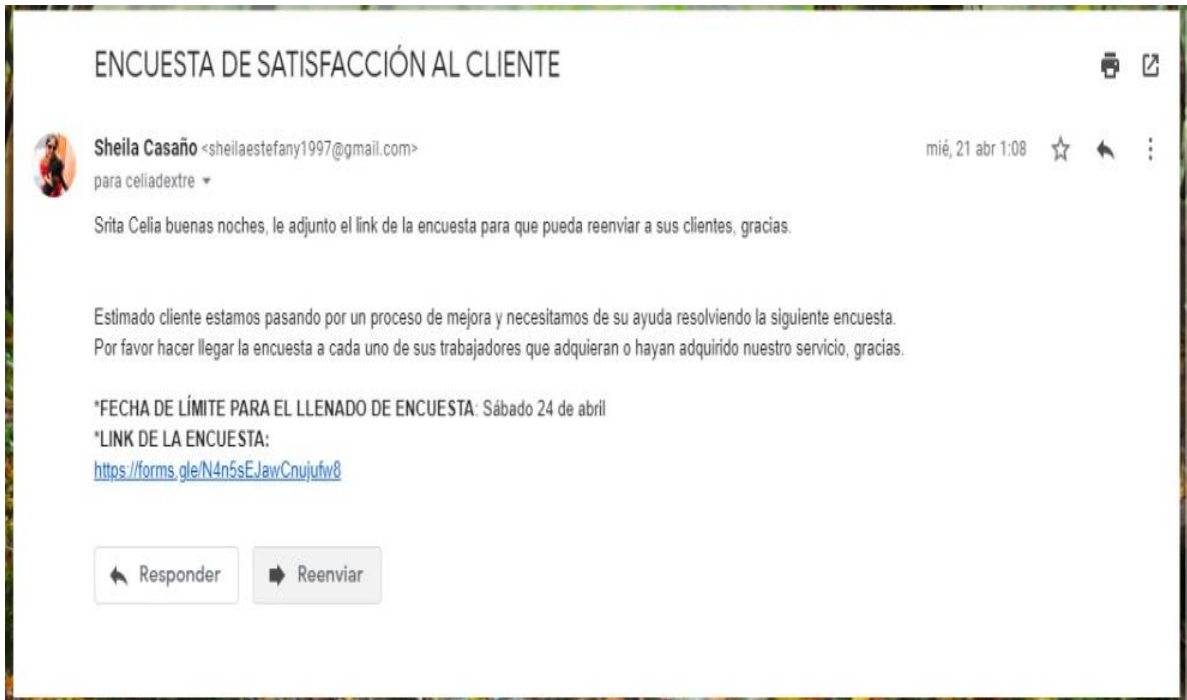 ENCUESTA DE SATISFACCIÓN AL CLIENTE
Sheila Casaño <sheilaestefany1997@gmail.com>
mié, 21 abr 1:08
para celiadextre
Srita Celia buenas noches, le adjunto el link de la encuesta para que pueda reenviar a sus clientes, gracias.
Estimado cliente estamos pasando por un proceso de mejora y necesitamos de su ayuda resolviendo la siguiente encuesta.
Por favor hacer llegar la encuesta a cada uno de sus trabajadores que adquieran o hayan adquirido nuestro servicio, gracias.
*FECHA DE LÍMITE PARA EL LLENADO DE ENCUESTA: Sábado 24 de abril
*LINK DE LA ENCUESTA:
https://forms.gle/N4n5sEJawCnujufw8
Responder
Reenviar